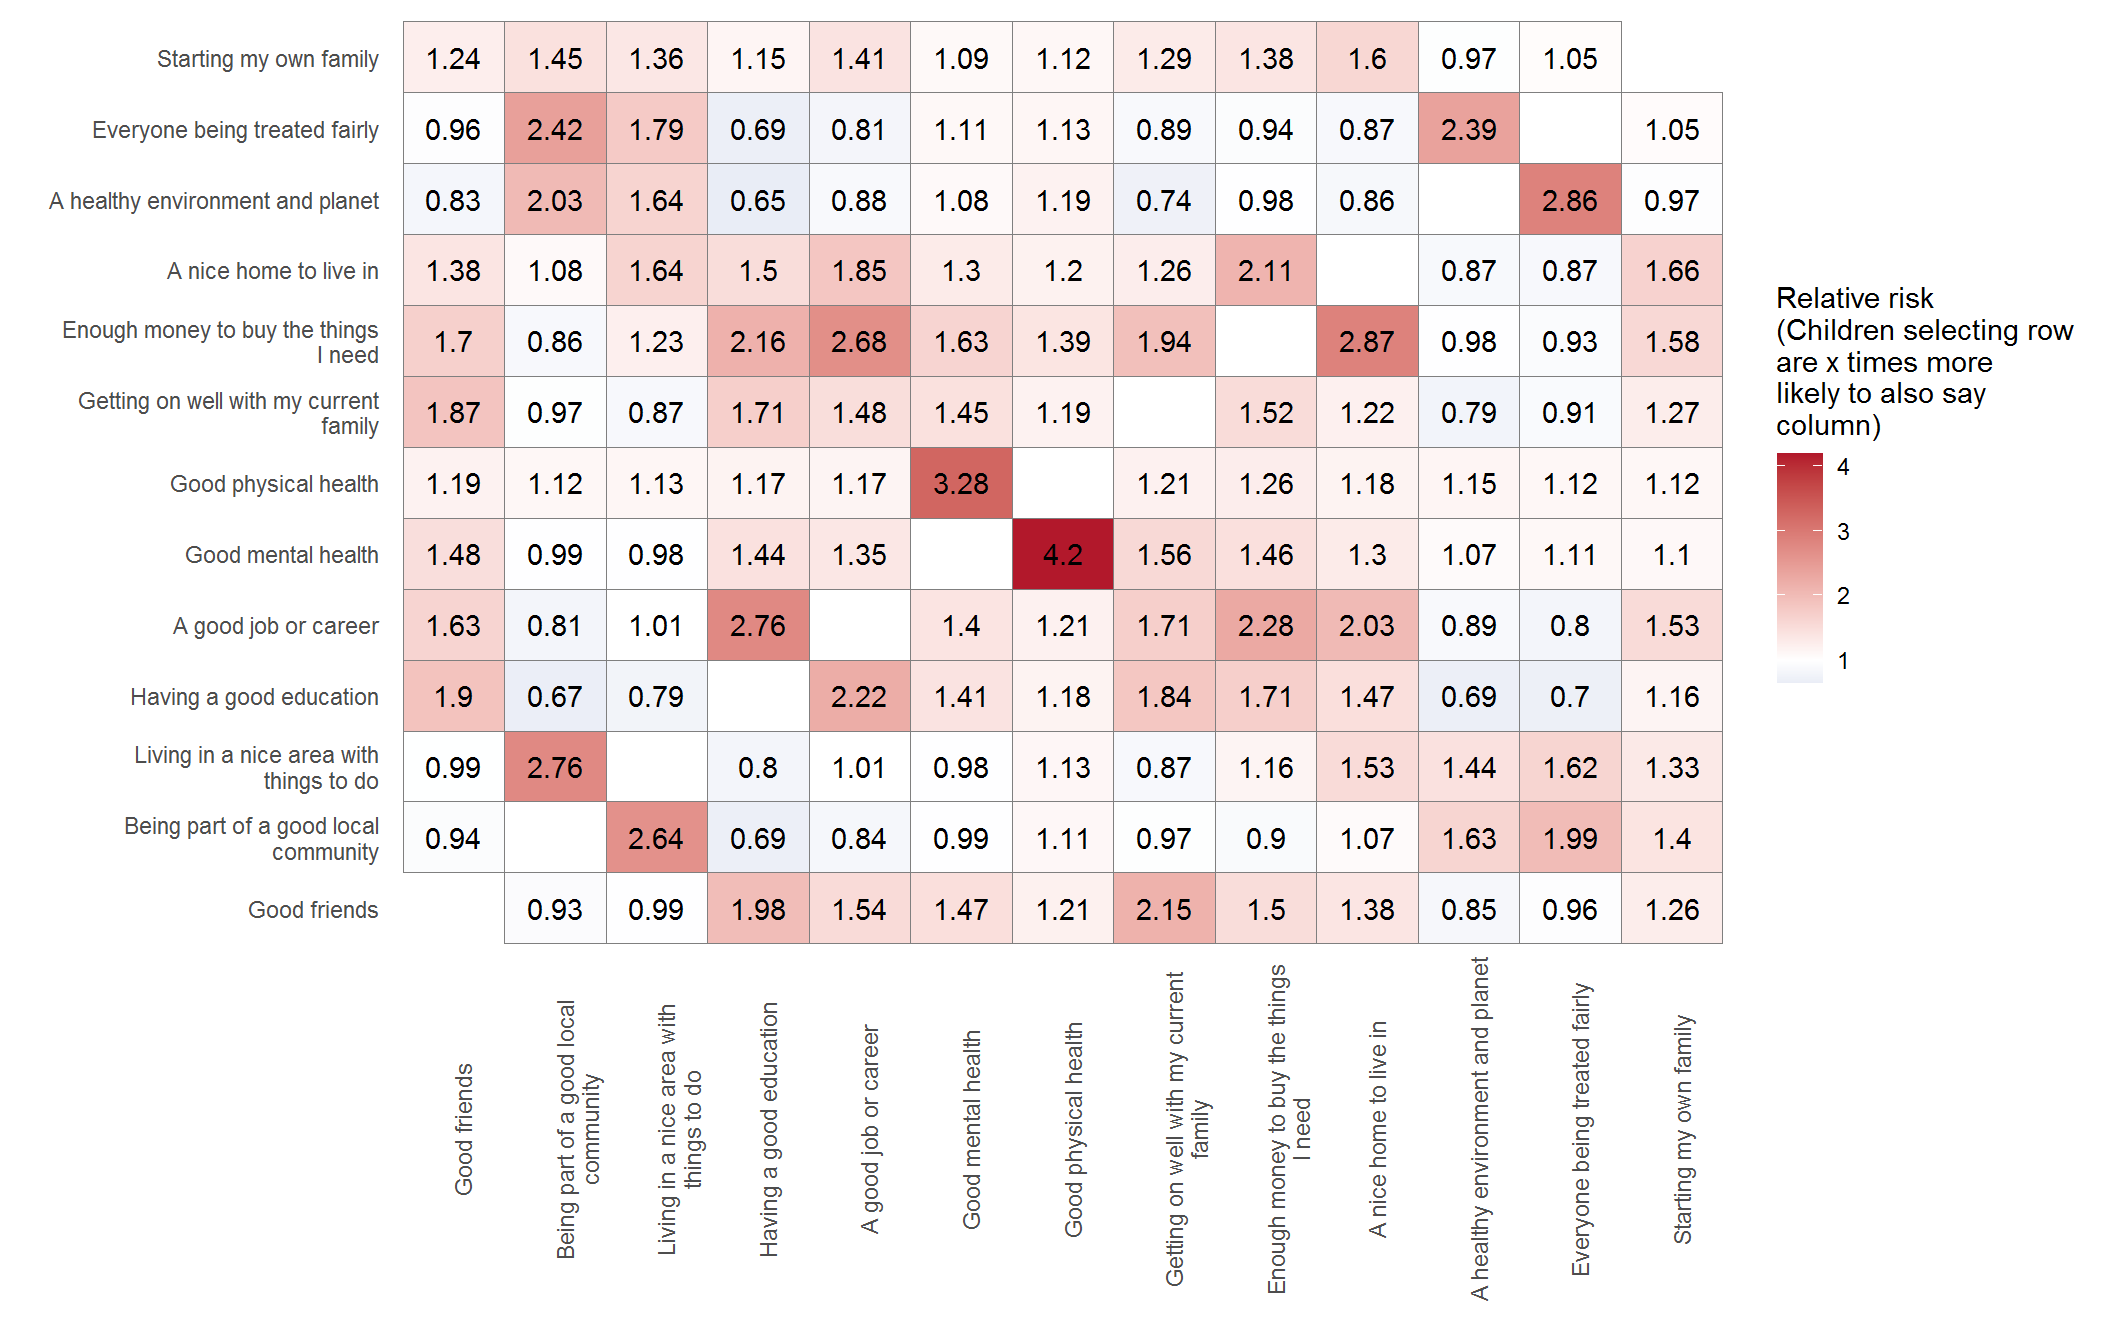 Starting my own family 1.24 1.45 1.36 1.15 1.41 1.09 1.12 1.29 1.38 1.6 0.97 1.05
Everyone being treated fairly 0.96 2.42 1.79 0.69 0.81 1.11 1.13 0.89 0.94 0.87 2.39 1.05
A healthy environment and planet 0.83 2.03 1.64 0.65 0.88 1.08 1.19 0.74 0.98 0.86 2.86 0.97
A nice home to live in 1.38 1.08 1.64 1.5 1.85 1.3 1.2 1.26 2.11 0.87 0.87 1.66
Enough money to buy the things
I need
1.7 0.86 1.23 2.16 2.68 1.63 1.39 1.94 2.87 0.98 0.93 1.58
Getting on well with my current
family
1.87 0.97 0.87 1.71 1.48 1.45 1.19 1.52 1.22 0.79 0.91 1.27
Good physical health 1.19 1.12 1.13 1.17 1.17 3.28 1.21 1.26 1.18 1.15 1.12 1.12
Good mental health 1.48 0.99 0.98 1.44 1.35 4.2 1.56 1.46 1.3 1.07 1.11 1.1
A good job or career 1.63 0.81 1.01 2.76 1.4 1.21 1.71 2.28 2.03 0.89 0.8 1.53
Having a good education 1.9 0.67 0.79 2.22 1.41 1.18 1.84 1.71 1.47 0.69 0.7 1.16
Living in a nice area with
things to do
0.99 2.76 0.8 1.01 0.98 1.13 0.87 1.16 1.53 1.44 1.62 1.33
Being part of a good local
community
0.94 2.64 0.69 0.84 0.99 1.11 0.97 0.9 1.07 1.63 1.99 1.4
Good friends 0.93 0.99 1.98 1.54 1.47 1.21 2.15 1.5 1.38 0.85 0.96 1.26
Good friends
Being part of a good local
community
Living in a nice area with
things to do
Having a good education
A good job or career
Good mental health
Good physical health
Getting on well with my current
family
Enough money to buy the things
I need
A nice home to live in
A healthy environment and planet
Everyone being treated fairly
Starting my own family
Relative risk
(Children selecting row
are x times more
likely to also say
column)
4
3
2
1